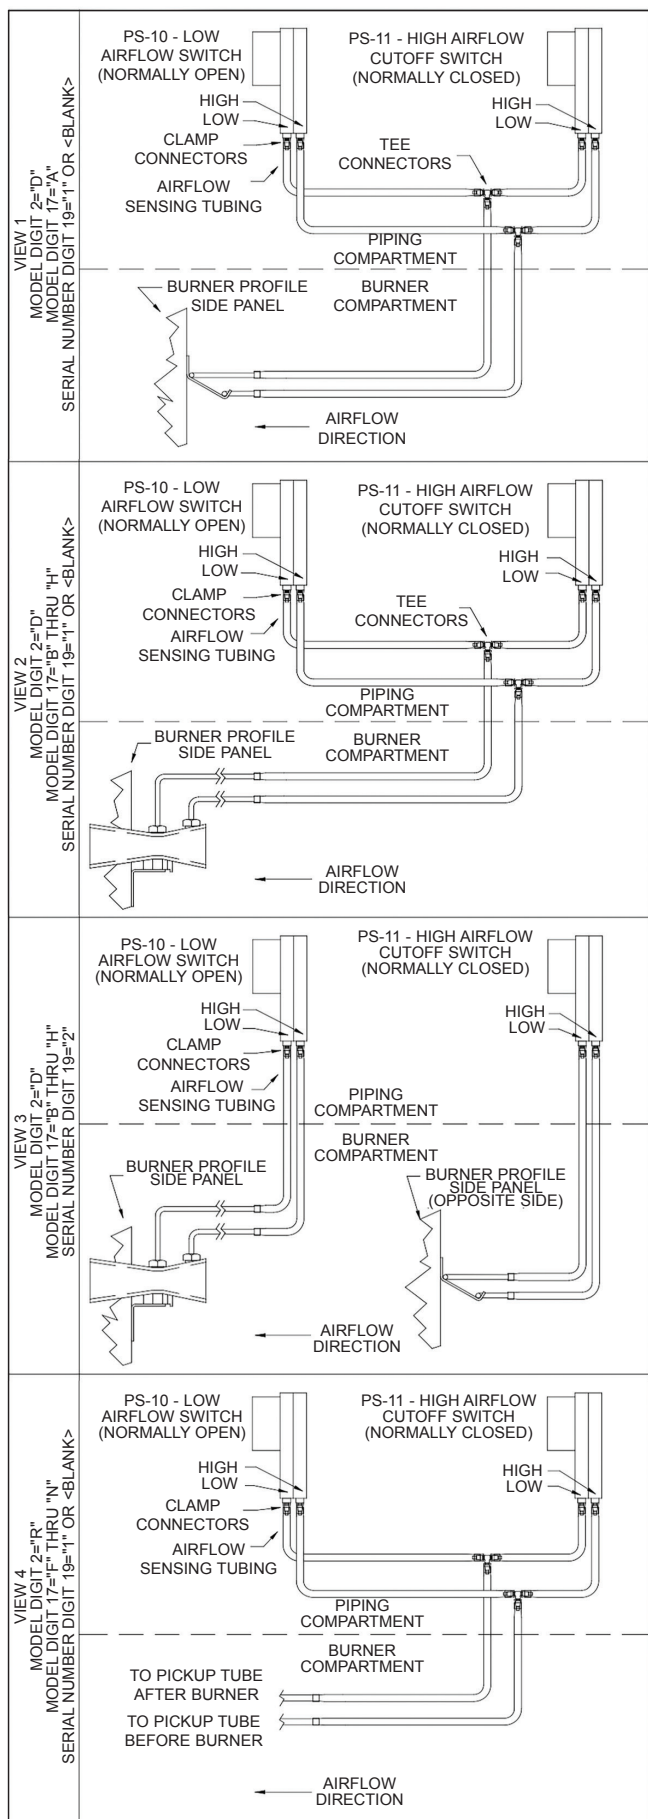 VIEW 1
MODEL DIGIT 2="D"
MODEL DIGIT 17="A"
SERIAL NUMBER DIGIT 19="1" OR <BLANK>
PS-10 - LOW
AIRFLOW SWITCH
(NORMALLY OPEN)
PS-11 - HIGH AIRFLOW
CUTOFF SWITCH
(NORMALLY CLOSED)
HIGH
LOW
CLAMP
CONNECTORS
AIRFLOW
SENSING TUBING
TEE
CONNECTORS
HIGH
LOW
PIPING
COMPARTMENT
BURNER PROFILE
SIDE PANEL
BURNER
COMPARTMENT
AIRFLOW
DIRECTION
VIEW 2
MODEL DIGIT 2="D"
MODEL DIGIT 17="B" THRU "H"
SERIAL NUMBER DIGIT 19="1" OR <BLANK>
PS-10 - LOW
AIRFLOW SWITCH
(NORMALLY OPEN)
PS-11 - HIGH AIRFLOW
CUTOFF SWITCH
(NORMALLY CLOSED)
HIGH
LOW
CLAMP
CONNECTORS
AIRFLOW
SENSING TUBING
TEE
CONNECTORS
HIGH
LOW
PIPING
COMPARTMENT
BURNER PROFILE
SIDE PANEL
BURNER
COMPARTMENT
AIRFLOW
DIRECTION
VIEW 3
MODEL DIGIT 2="D"
MODEL DIGIT 17="B" THRU "H"
SERIAL NUMBER DIGIT 19="2"
PS-10 - LOW
AIRFLOW SWITCH
(NORMALLY OPEN)
PS-11 - HIGH AIRFLOW
CUTOFF SWITCH
(NORMALLY CLOSED)
HIGH
LOW
CLAMP
CONNECTORS
AIRFLOW
SENSING TUBING
HIGH
LOW
PIPING
COMPARTMENT
BURNER
COMPARTMENT
BURNER PROFILE
SIDE PANEL
BURNER PROFILE
SIDE PANEL
(OPPOSITE SIDE)
AIRFLOW
DIRECTION
VIEW 4
MODEL DIGIT 2="R"
MODEL DIGIT 17="F" THRU "N"
SERIAL NUMBER DIGIT 19="1" OR <BLANK>
PS-10 - LOW
AIRFLOW SWITCH
(NORMALLY OPEN)
PS-11 - HIGH AIRFLOW
CUTOFF SWITCH
(NORMALLY CLOSED)
HIGH
LOW
CLAMP
CONNECTORS
AIRFLOW
SENSING TUBING
HIGH
LOW
PIPING
COMPARTMENT
BURNER
COMPARTMENT
TO PICKUP TUBE
AFTER BURNER
TO PICKUP TUBE
BEFORE BURNER
AIRFLOW
DIRECTION